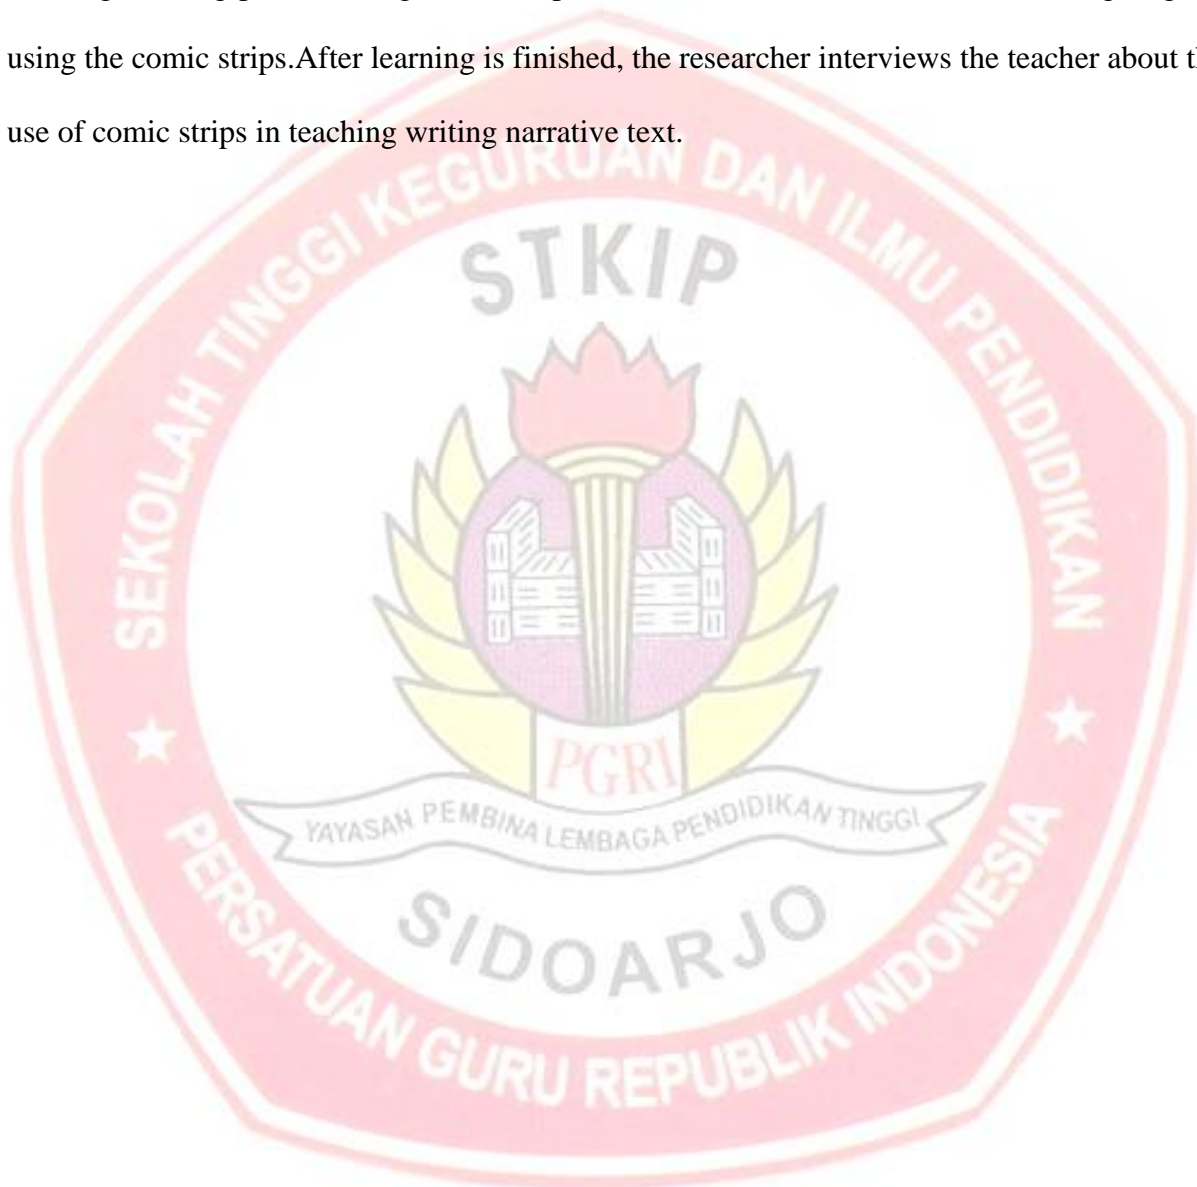 using the comic strips.After learning is finished, the researcher interviews the teacher about
use of comic strips in teaching writing narrative text.
SEKOLAH TINGGI KEGURUAN DAN ILMU PENDIDIKAN
STKIP
PGRI
YAYASAN PEMBINA LEMBAGA PENDIDIKAN TINGGI
SIDOARJO
PERSATUAN GURU REPUBLIK INDONESIA